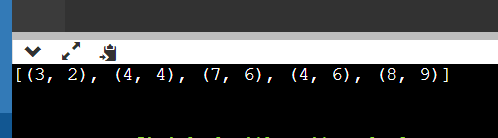 [(3, 2), (4, 4), (7, 6), (4, 6), (8, 9)]